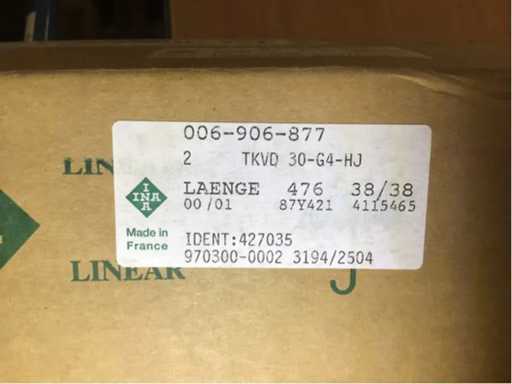 006-906-877
2 TKVD 30-G4-HJ
LIN
INA
LAENGE 476 38/38
00/01 87Y421 4115465
Made in
France
IDENT:427035
970300-0002 3194/2504
LINEAR
J